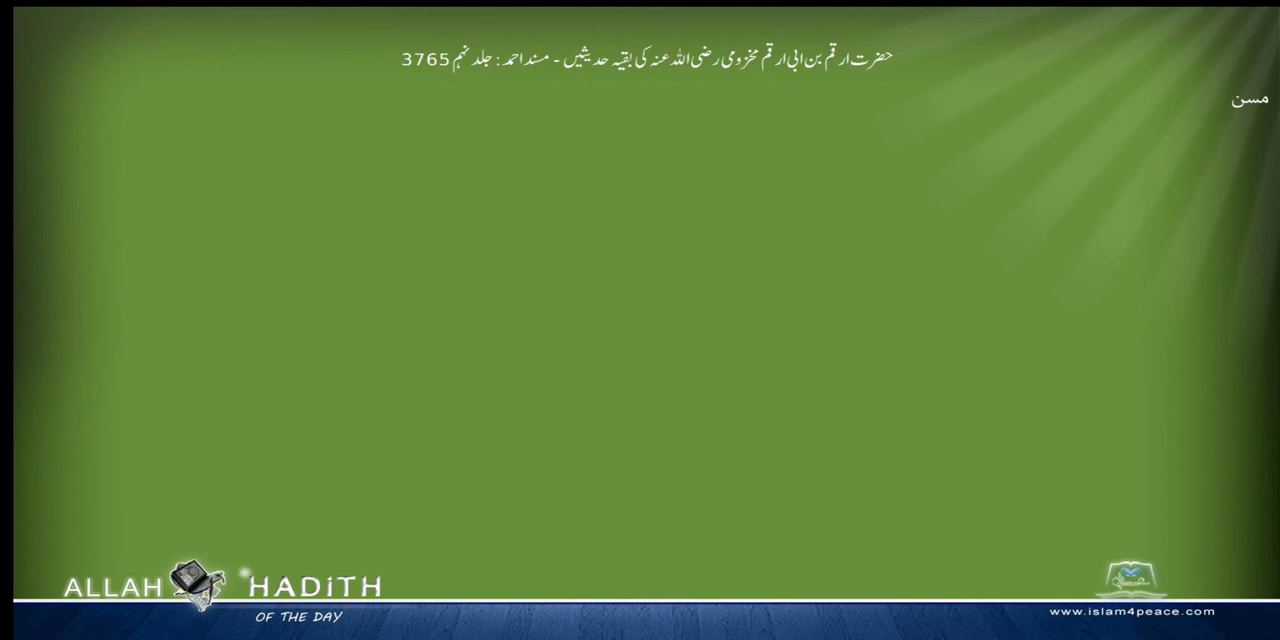 حضرت ارقم بن ابی ارقم مخزومی رضی اللہ عنہ کی بقیہ حدیثیں - مسند احمد : جلد نہم 3765
مسن
ALLAH HADiTH
OF THE DAY
www.islam4peace.com